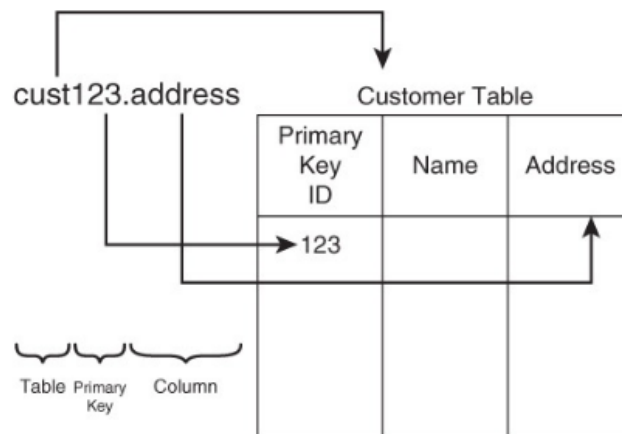 cust123.address
Customer Table
Primary
Key
ID
Name
Address
123
Table
Primary
Key
Column